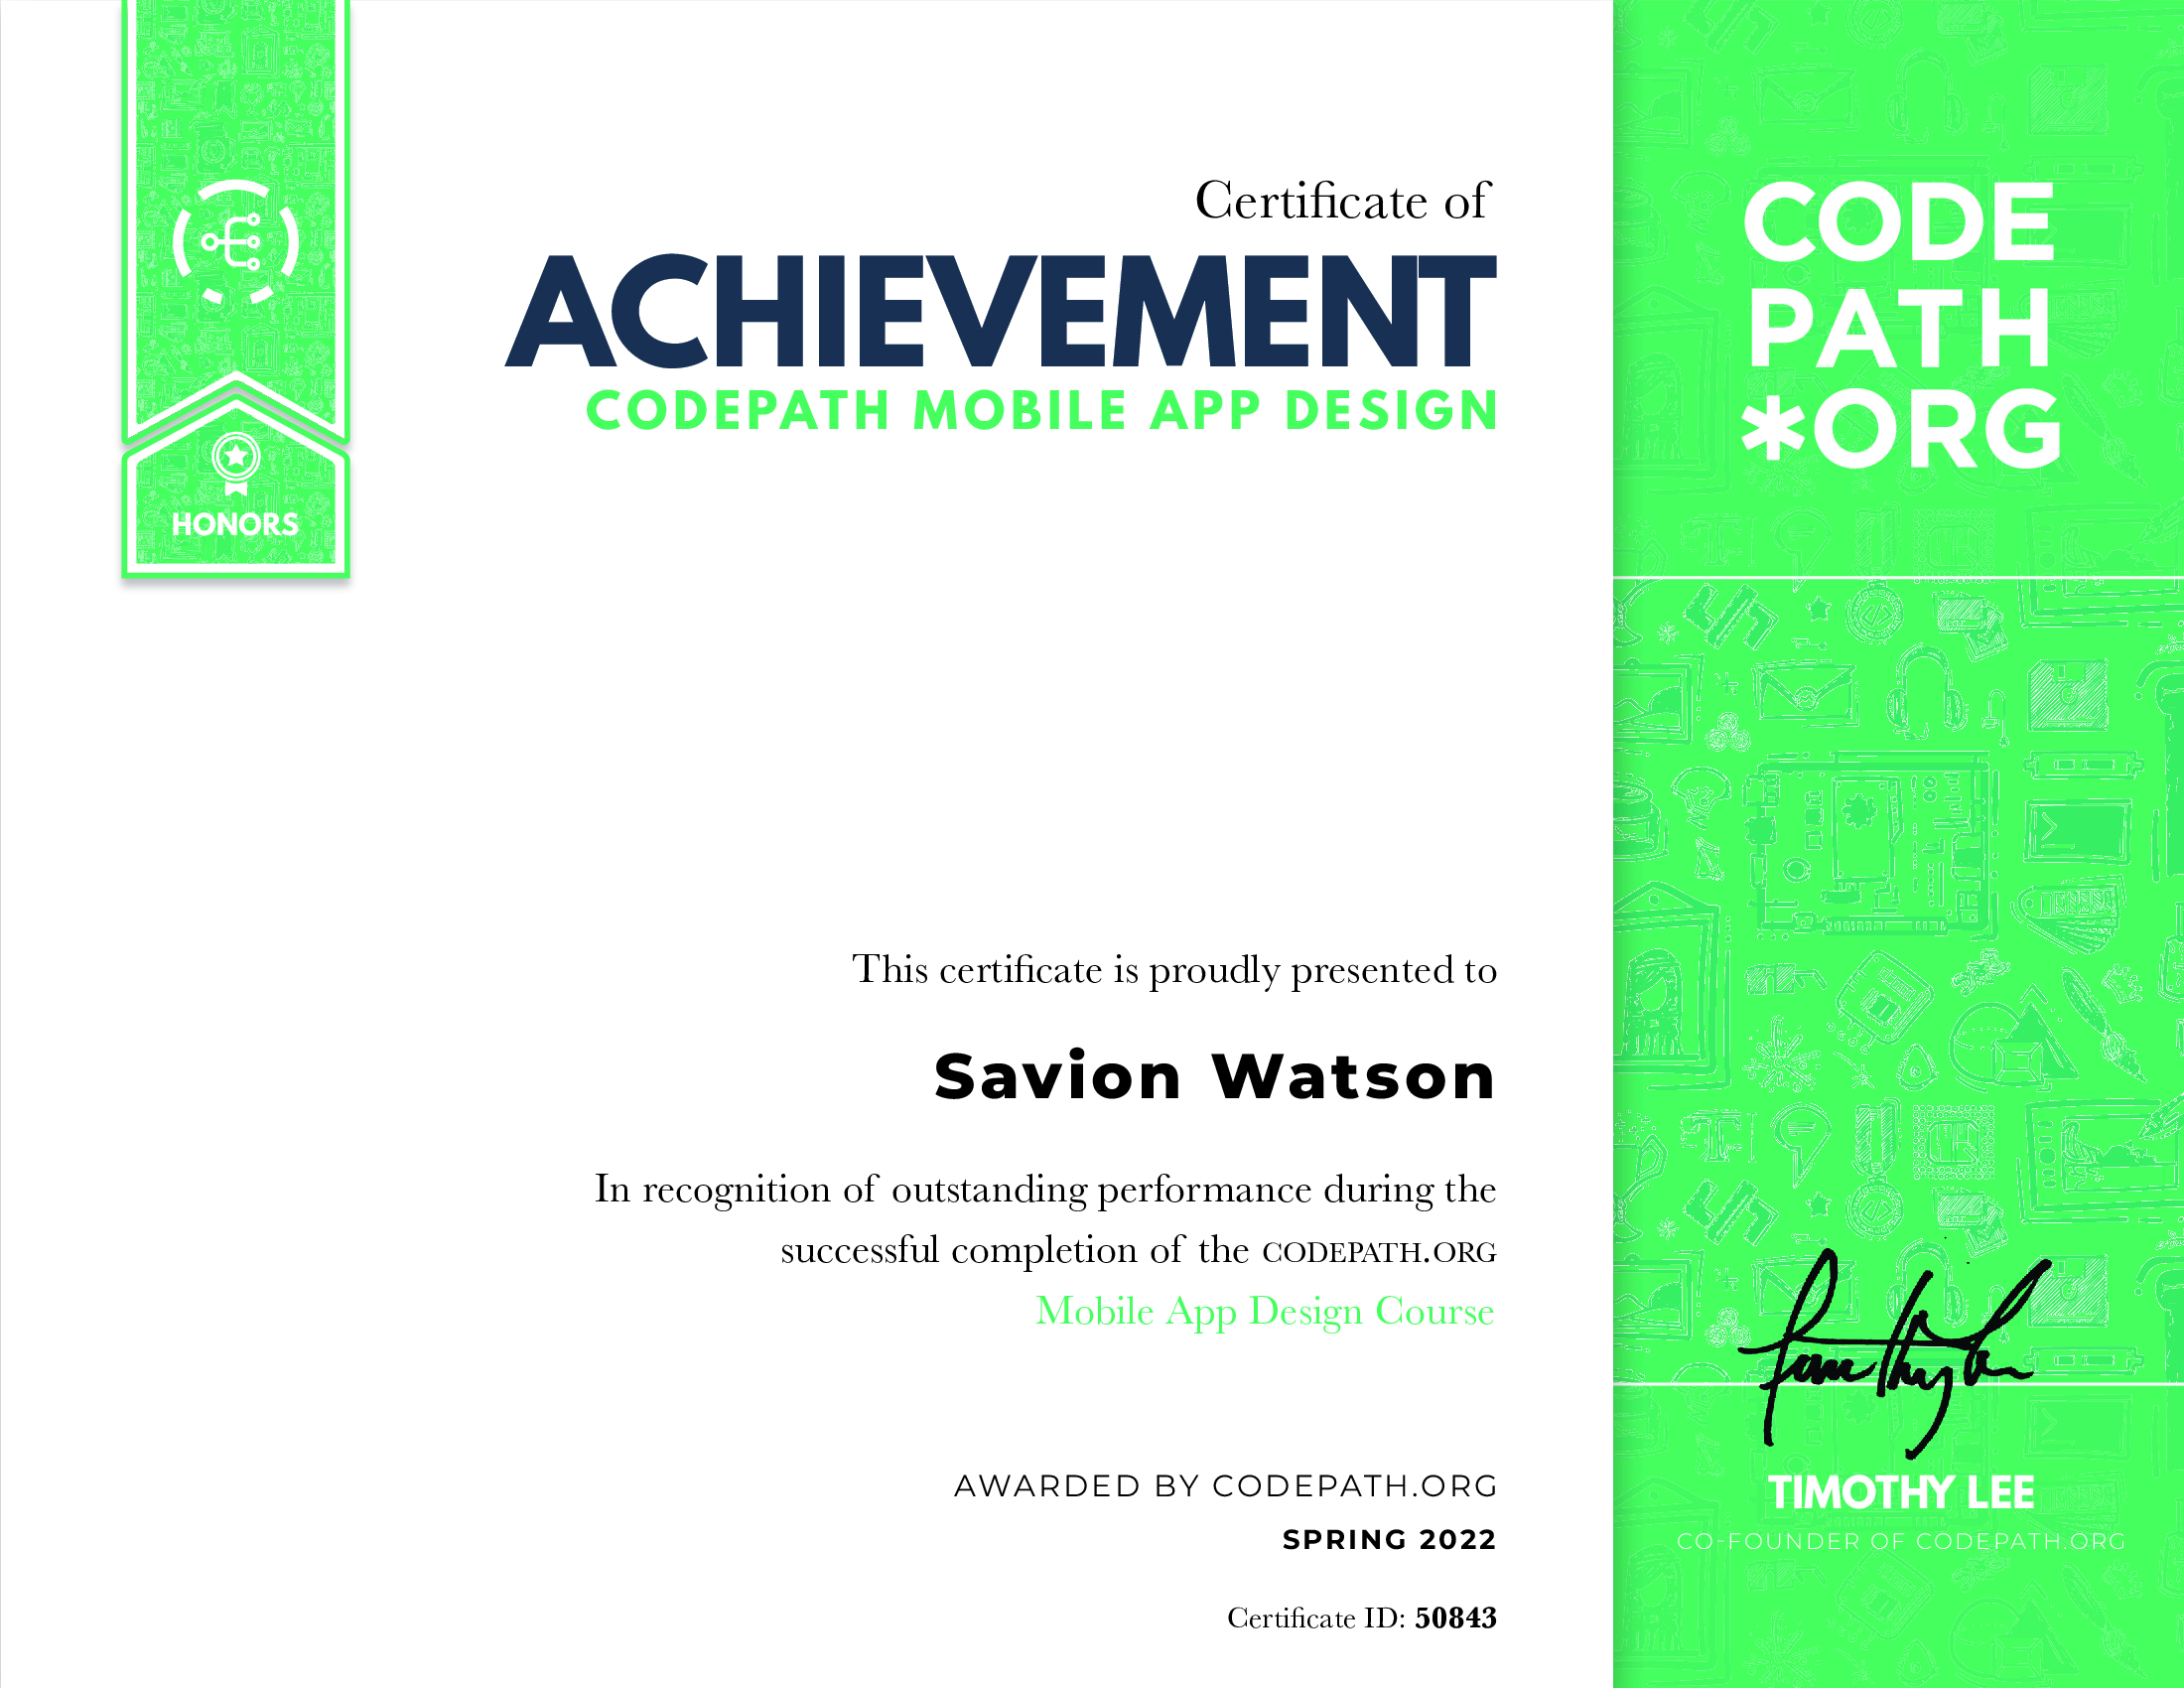 Certificate of
ACHIEVEMENT
CODEPATH MOBILE APP DESIGN
HONORS
CODE
PATH
*ORG
This certificate is proudly presented to
Savion Watson
In recognition of outstanding performance during the
successful completion of the CODEPATH.ORG
Mobile App Design Course
AWARDED BY CODEPATH.ORG
SPRING 2022
Certificate ID: 50843
TIMOTHY LEE
CO-FOUNDER OF CODEPATH.ORG